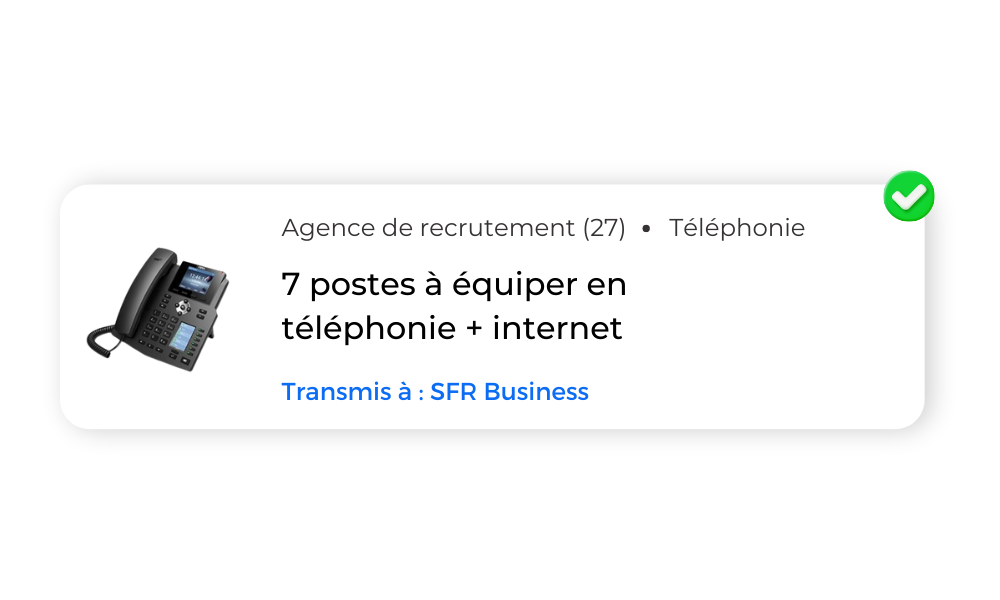 Agence de recrutement (27) • Téléphonie
7 postes à équiper en
téléphonie + internet
Transmis à : SFR Business